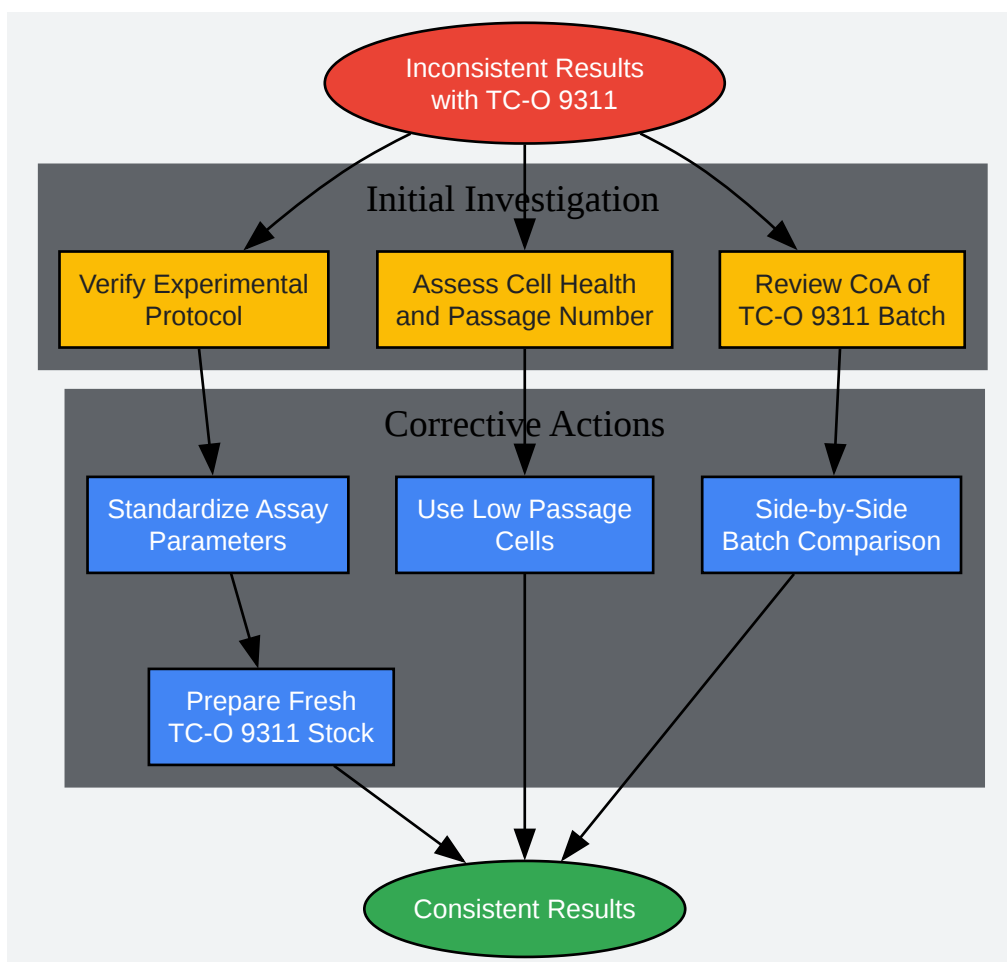 Inconsistent Results
with TC-O 9311
Initial Investigation
Verify Experimental
Protocol
Assess Cell Health
and Passage Number
Review CoA of
TC-O 9311 Batch
Corrective Actions
Standardize Assay
Parameters
Use Low Passage
Cells
Side-by-Side
Batch Comparison
Prepare Fresh
TC-O 9311 Stock
Consistent Results